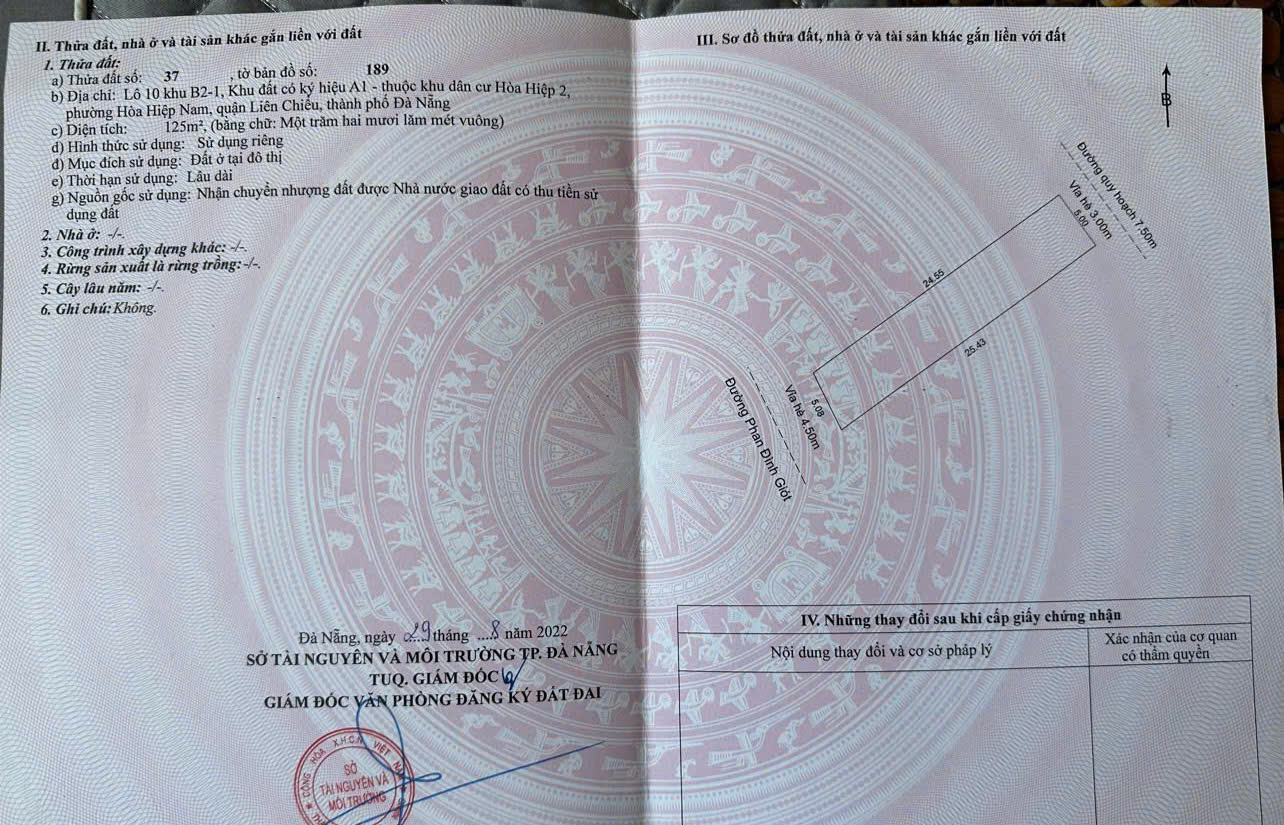 II. Thửa đất, nhà ở và tài sản khác gắn liền với đất
1. Thửa đất:
a) Thửa đất số: 37 , tờ bản đồ số: 189
b) Địa chỉ: Lô 10 khu B2-1, Khu đất có ký hiệu A1 - thuộc khu dân cư Hòa Hiệp 2,
phường Hòa Hiệp Nam, quận Liên Chiểu, thành phố Đà Nẵng
c) Diện tích: 125m², (bằng chữ: Một trăm hai mươi lăm mét vuông)
d) Hình thức sử dụng: Sử dụng riêng
đ) Mục đích sử dụng: Đất ở tại đô thị
e) Thời hạn sử dụng: Lâu dài
g) Nguồn gốc sử dụng: Nhận chuyển nhượng đất được Nhà nước giao đất có thu tiền sử
dụng đất
2. Nhà ở: -/-.
3. Công trình xây dựng khác: -/-.
4. Rừng sản xuất là rừng trồng: -/-.
5. Cây lâu năm: -/-.
6. Ghi chú: Không.
Đà Nẵng, ngày 29 tháng ...8 năm 2022
SỞ TÀI NGUYÊN VÀ MÔI TRƯỜNG TP. ĐÀ NẴNG
TUQ. GIÁM ĐỐC
GIÁM ĐỐC VĂN PHÒNG ĐĂNG KÝ ĐẤT ĐAI
CỘNG HÒA X.H.C.N VIỆT NAM
SỞ
TÀI NGUYÊN VÀ
MÔI TRƯỜNG
III. Sơ đồ thửa đất, nhà ở và tài sản khác gắn liền với đất
B
Đường quy hoạch 7.50m
Vỉa hè 3.00m
5.00
24.55
25.43
5.08
Vỉa hè 4.50m
Đường Phan Đình Giót
IV. Những thay đổi sau khi cấp giấy chứng nhận
Nội dung thay đổi và cơ sở pháp lý
Xác nhận của cơ quan
có thẩm quyền